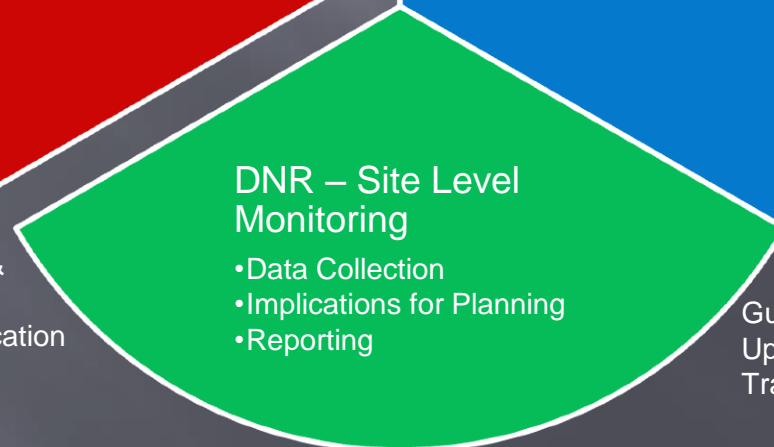 DNR – Site Level
Monitoring
•Data Collection
•Implications for Planning
•Reporting